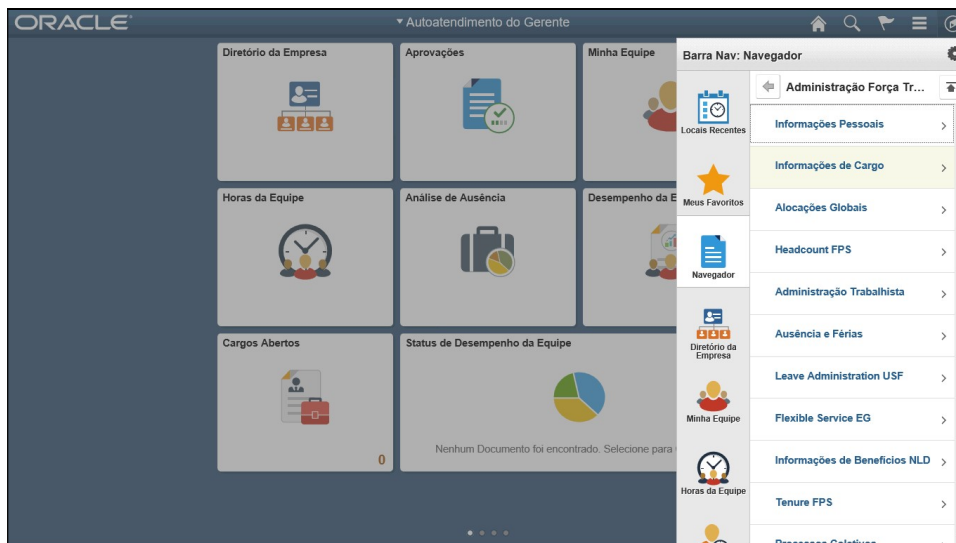 ORACLE
Autoatendimento do Gerente
Diretório da Empresa
Aprovações
Minha Equipe
Horas da Equipe
Análise de Ausência
Desempenho da E
Cargos Abertos
0
Status de Desempenho da Equipe
Nenhum Documento foi encontrado. Selecione para
Barra Nav: Navegador
Locais Recentes
Meus Favoritos
Navegador
Diretório da
Empresa
Minha Equipe
Horas da Equipe
Administração Força Tr...
Informações Pessoais
Informações de Cargo
Alocações Globais
Headcount FPS
Administração Trabalhista
Ausência e Férias
Leave Administration USF
Flexible Service EG
Informações de Benefícios NLD
Tenure FPS
Processos Coletivos